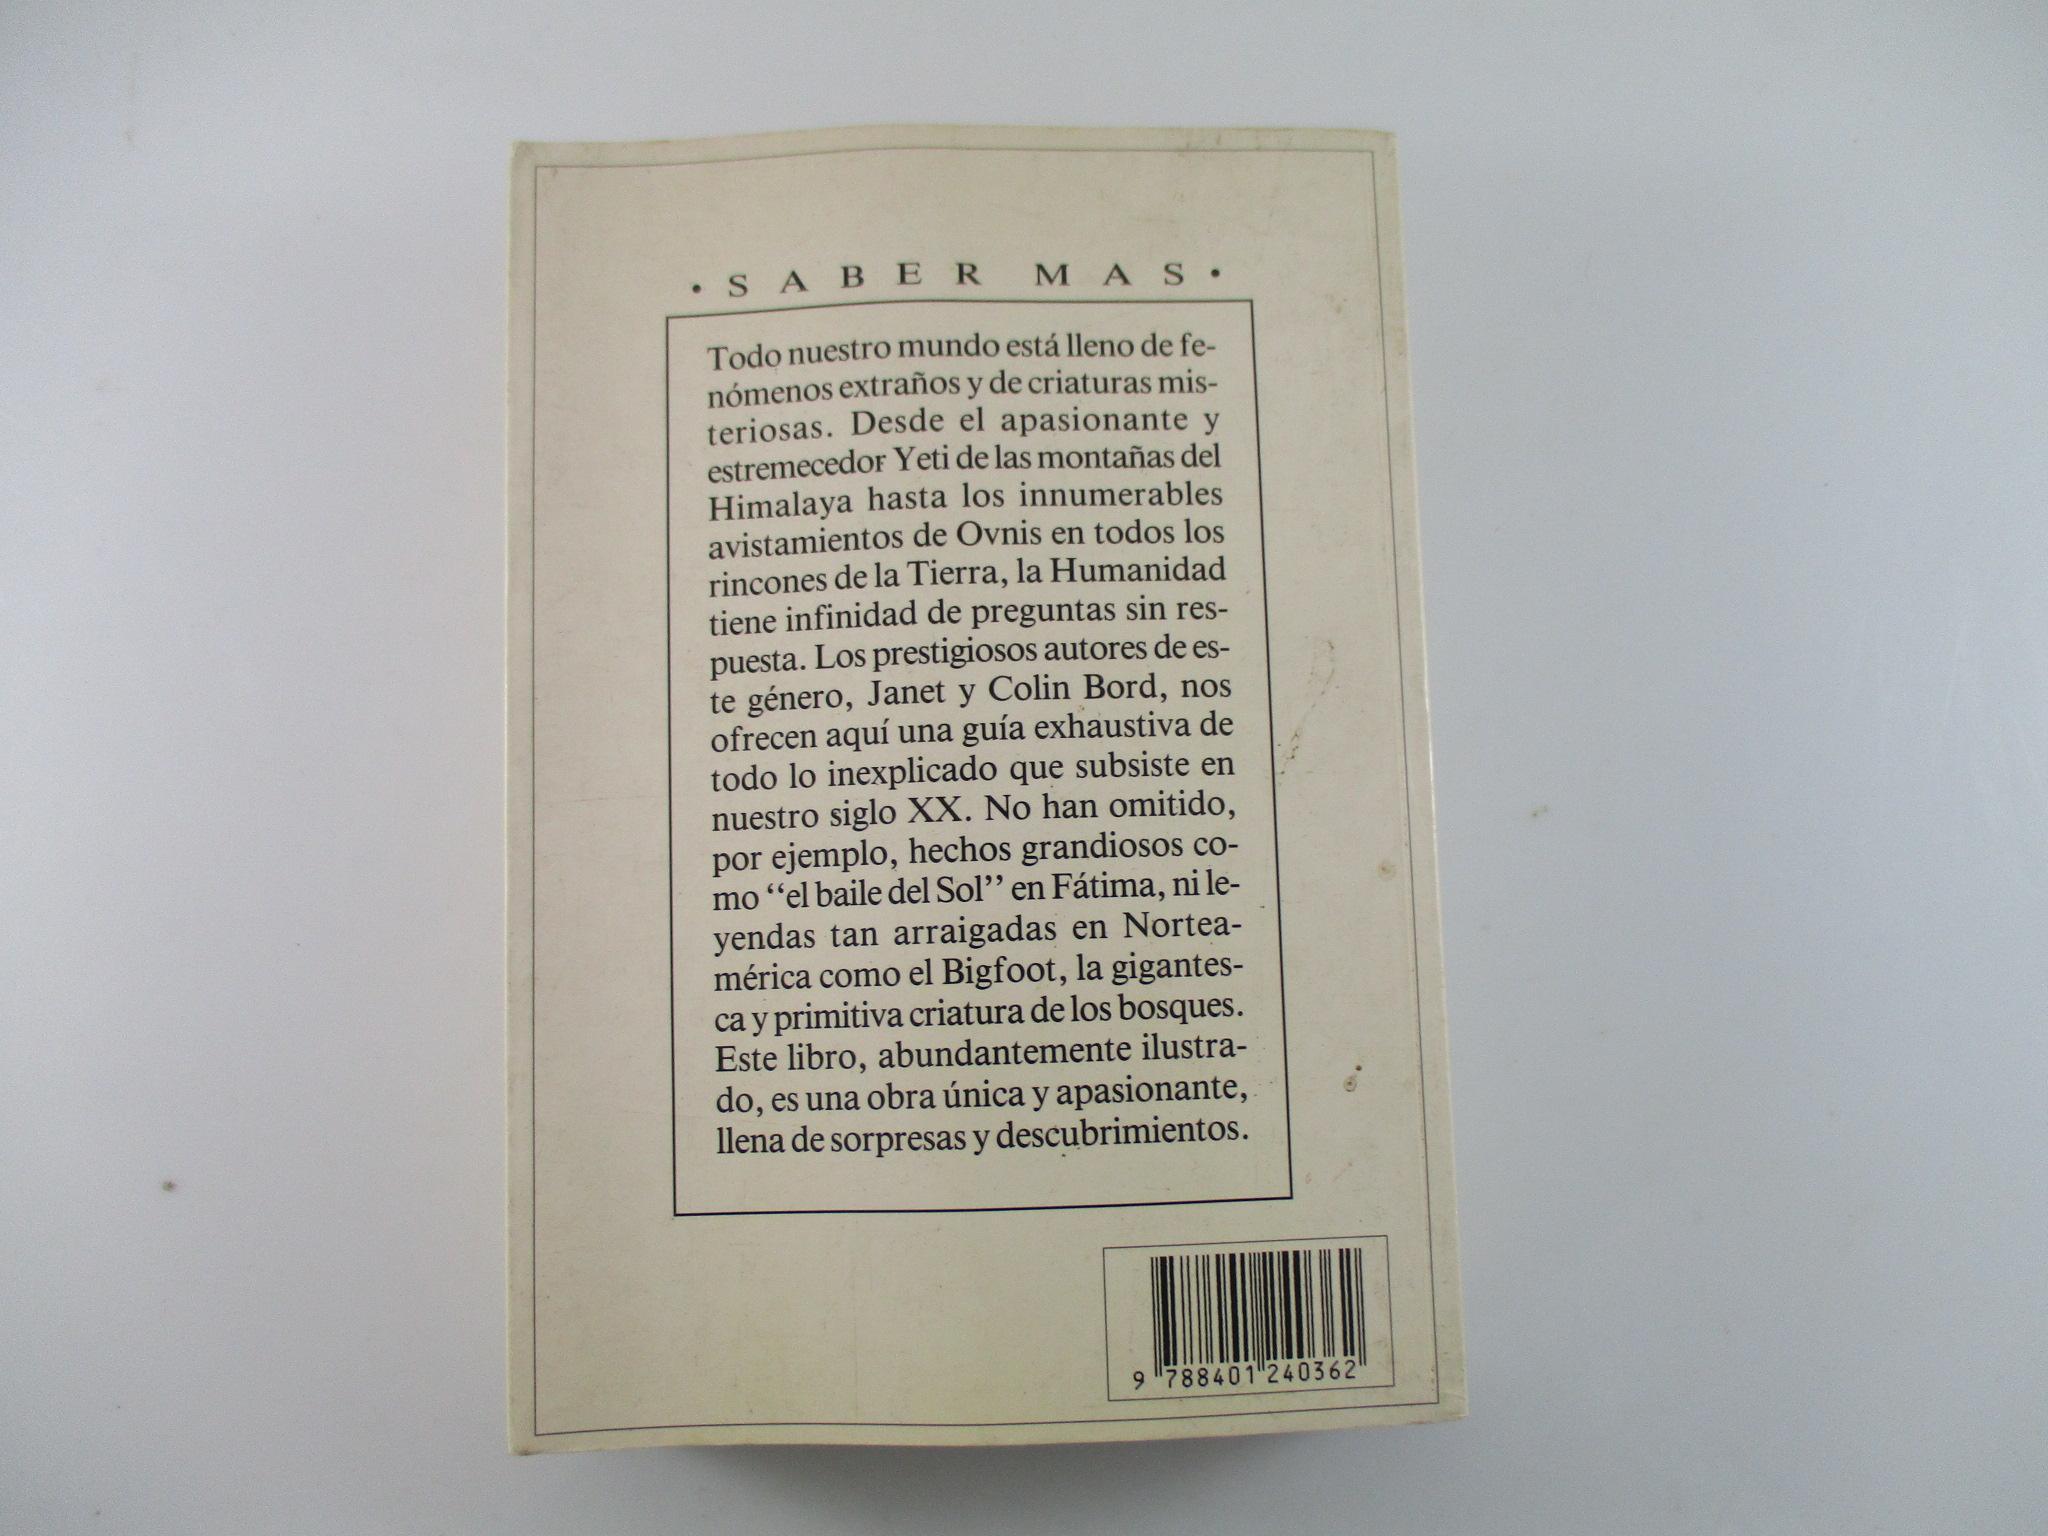 • SABER MAS •
Todo nuestro mundo está lleno de fe-
nómenos extraños y de criaturas mis-
teriosas. Desde el apasionante y
estremecedor Yeti de las montañas del
Himalaya hasta los innumerables
avistamientos de Ovnis en todos los
rincones de la Tierra, la Humanidad
tiene infinidad de preguntas sin res-
puesta. Los prestigiosos autores de es-
te género, Janet y Colin Bord, nos
ofrecen aquí una guía exhaustiva de
todo lo inexplicado que subsiste en
nuestro siglo XX. No han omitido,
por ejemplo, hechos grandiosos co-
mo “el baile del Sol” en Fátima, ni le-
yendas tan arraigadas en Nortea-
mérica como el Bigfoot, la gigantes-
ca y primitiva criatura de los bosques.
Este libro, abundantemente ilustra-
do, es una obra única y apasionante,
llena de sorpresas y descubrimientos.
9 788401 240362